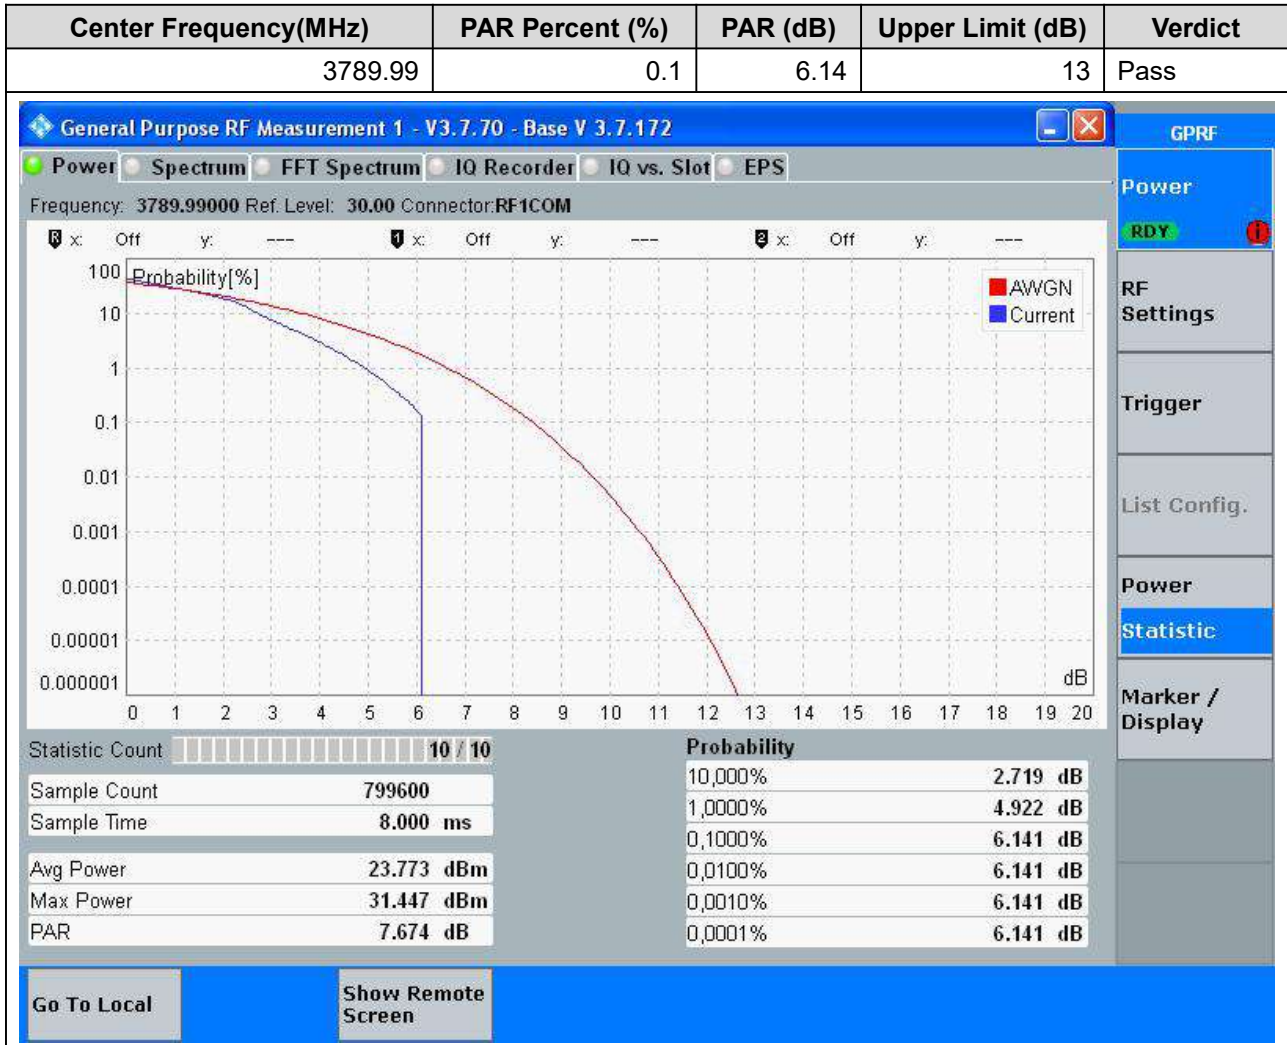 Center Frequency(MHz) PAR Percent (%) PAR (dB) Upper Limit (dB) Verdict
3789.99 0.1 6.14 13 Pass
General Purpose RF Measurement 1 - V3.7.70 - Base V 3.7.172
GPRF
Power Spectrum FFT Spectrum IQ Recorder IQ vs. Slot EPS
Power
RDY
Frequency: 3789.99000 Ref. Level: 30.00 Connector:RF1COM
R x: Off y: --- 1 x: Off y: --- 2 x: Off y: ---
Probability[%]
AWGN
Current
100
10
1
0.1
0.01
0.001
0.0001
0.00001
0.000001
dB
0 1 2 3 4 5 6 7 8 9 10 11 12 13 14 15 16 17 18 19 20
RF
Settings
Trigger
List Config.
Power
Statistic
Marker /
Display
Statistic Count 10 / 10
Sample Count 799600
Sample Time 8.000 ms
Avg Power 23.773 dBm
Max Power 31.447 dBm
PAR 7.674 dB
Probability
10,000% 2.719 dB
1,0000% 4.922 dB
0,1000% 6.141 dB
0,0100% 6.141 dB
0,0010% 6.141 dB
0,0001% 6.141 dB
Go To Local
Show Remote
Screen